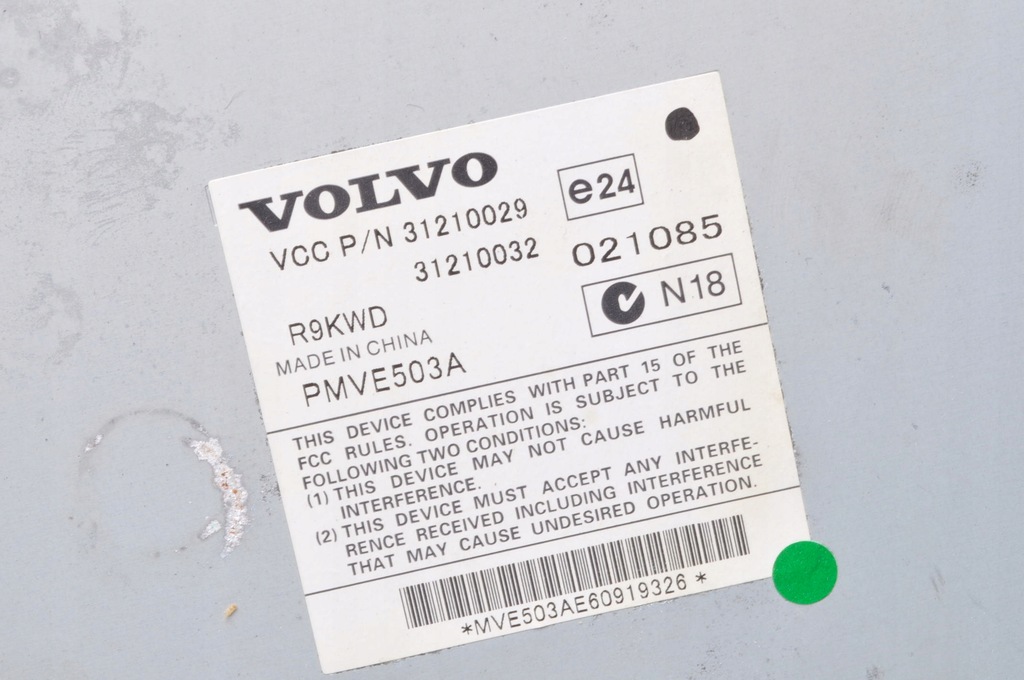 VOLVO
VCC P/N 31210029
31210032
e24
021085
N18
R9KWD
MADE IN CHINA
PMVE503A
THIS DEVICE COMPLIES WITH PART 15 OF THE
FCC RULES. OPERATION IS SUBJECT TO THE
FOLLOWING TWO CONDITIONS:
(1) THIS DEVICE MAY NOT CAUSE HARMFUL
INTERFERENCE.
(2) THIS DEVICE MUST ACCEPT ANY INTERFE-
RENCE RECEIVED INCLUDING INTERFERENCE
THAT MAY CAUSE UNDESIRED OPERATION.
*MVE503AE60919326 *